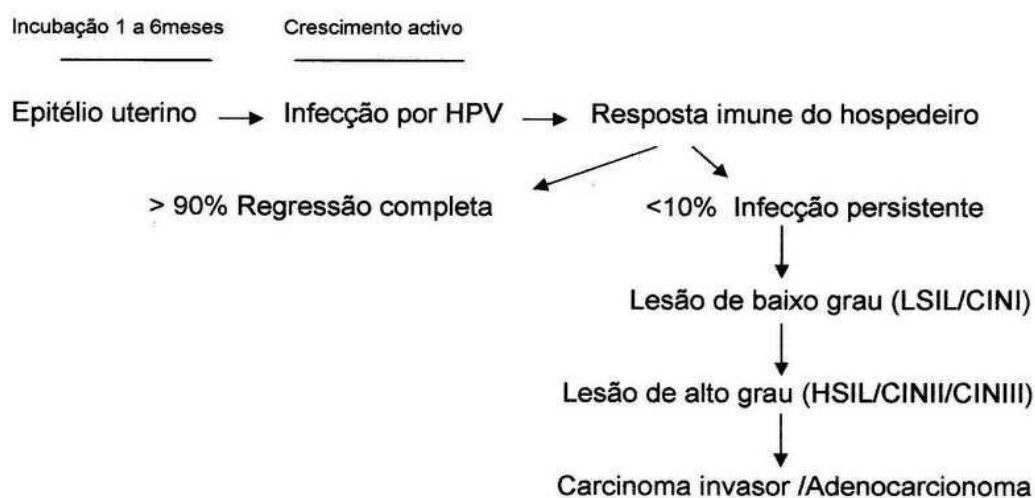 Incubação 1 a 6meses Crescimento activo
Epitélio uterino → Infecção por HPV → Resposta imune do hospedeiro
> 90% Regressão completa <10% Infecção persistente
Lesão de baixo grau (LSIL/CINI)
Lesão de alto grau (HSIL/CINII/CINIII)
Carcinoma invasor /Adenocarcionoma